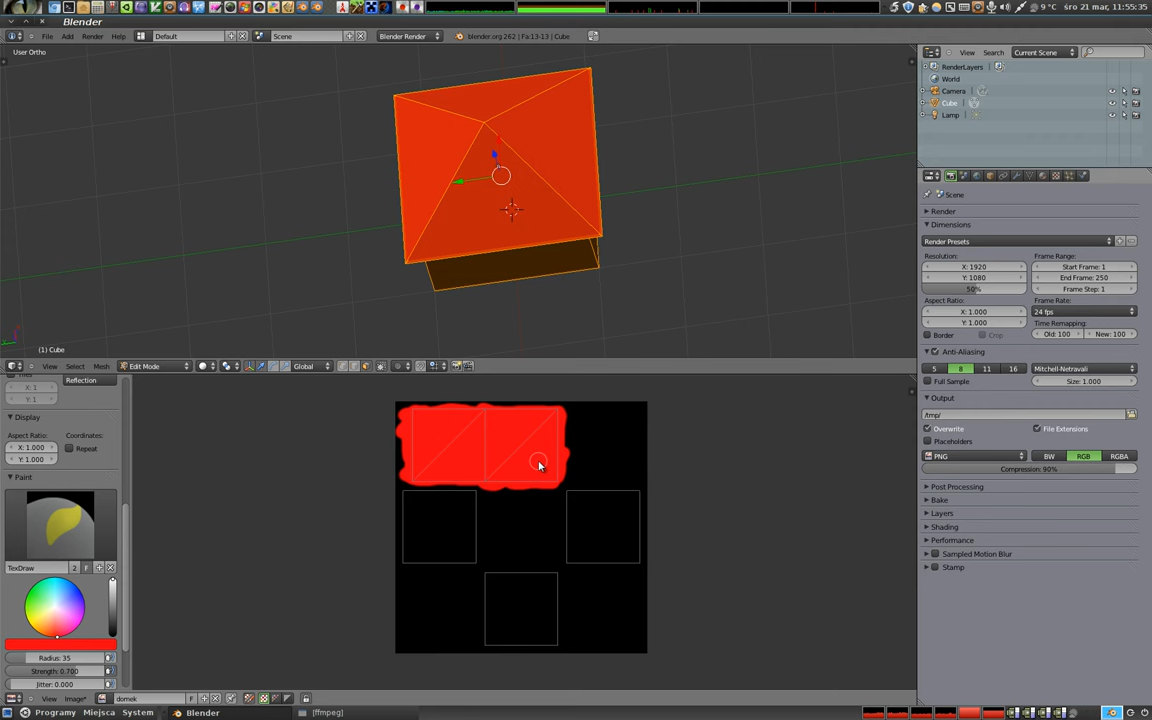 9 °C śro 21 mar, 11:55:35
Blender
File Add Render Help Default Scene Blender Render blender.org 262 | Fa:13-13 | Cube
View Search Current Scene
User Ortho
RenderLayers
World
Camera
Cube
Lamp
Scene
Render
Dimensions
Render Presets
Resolution: Frame Range:
X: 1920 Start Frame: 1
Y: 1080 End Frame: 250
50% Frame Step: 1
Aspect Ratio: Frame Rate:
X: 1.000 24 fps
Y: 1.000 Time Remapping:
Border Crop Old: 100 New: 100
Anti-Aliasing
5 8 11 16 Mitchell-Netravali
Full Sample Size: 1.000
Output
/tmp/
Overwrite File Extensions
Placeholders
PNG BW RGB RGBA
Compression: 90%
Post Processing
Bake
Layers
Shading
Performance
Sampled Motion Blur
Stamp
(1) Cube
View Select Mesh Edit Mode Global
X: 1 Reflection
Y: 1
Display
Aspect Ratio: Coordinates:
X: 1.000 Repeat
Y: 1.000
Paint
TexDraw 2 F
Radius: 35
Strength: 0.700
Jitter: 0.000
View Image* domek F
Programy Miejsca System Blender [ffmpeg]